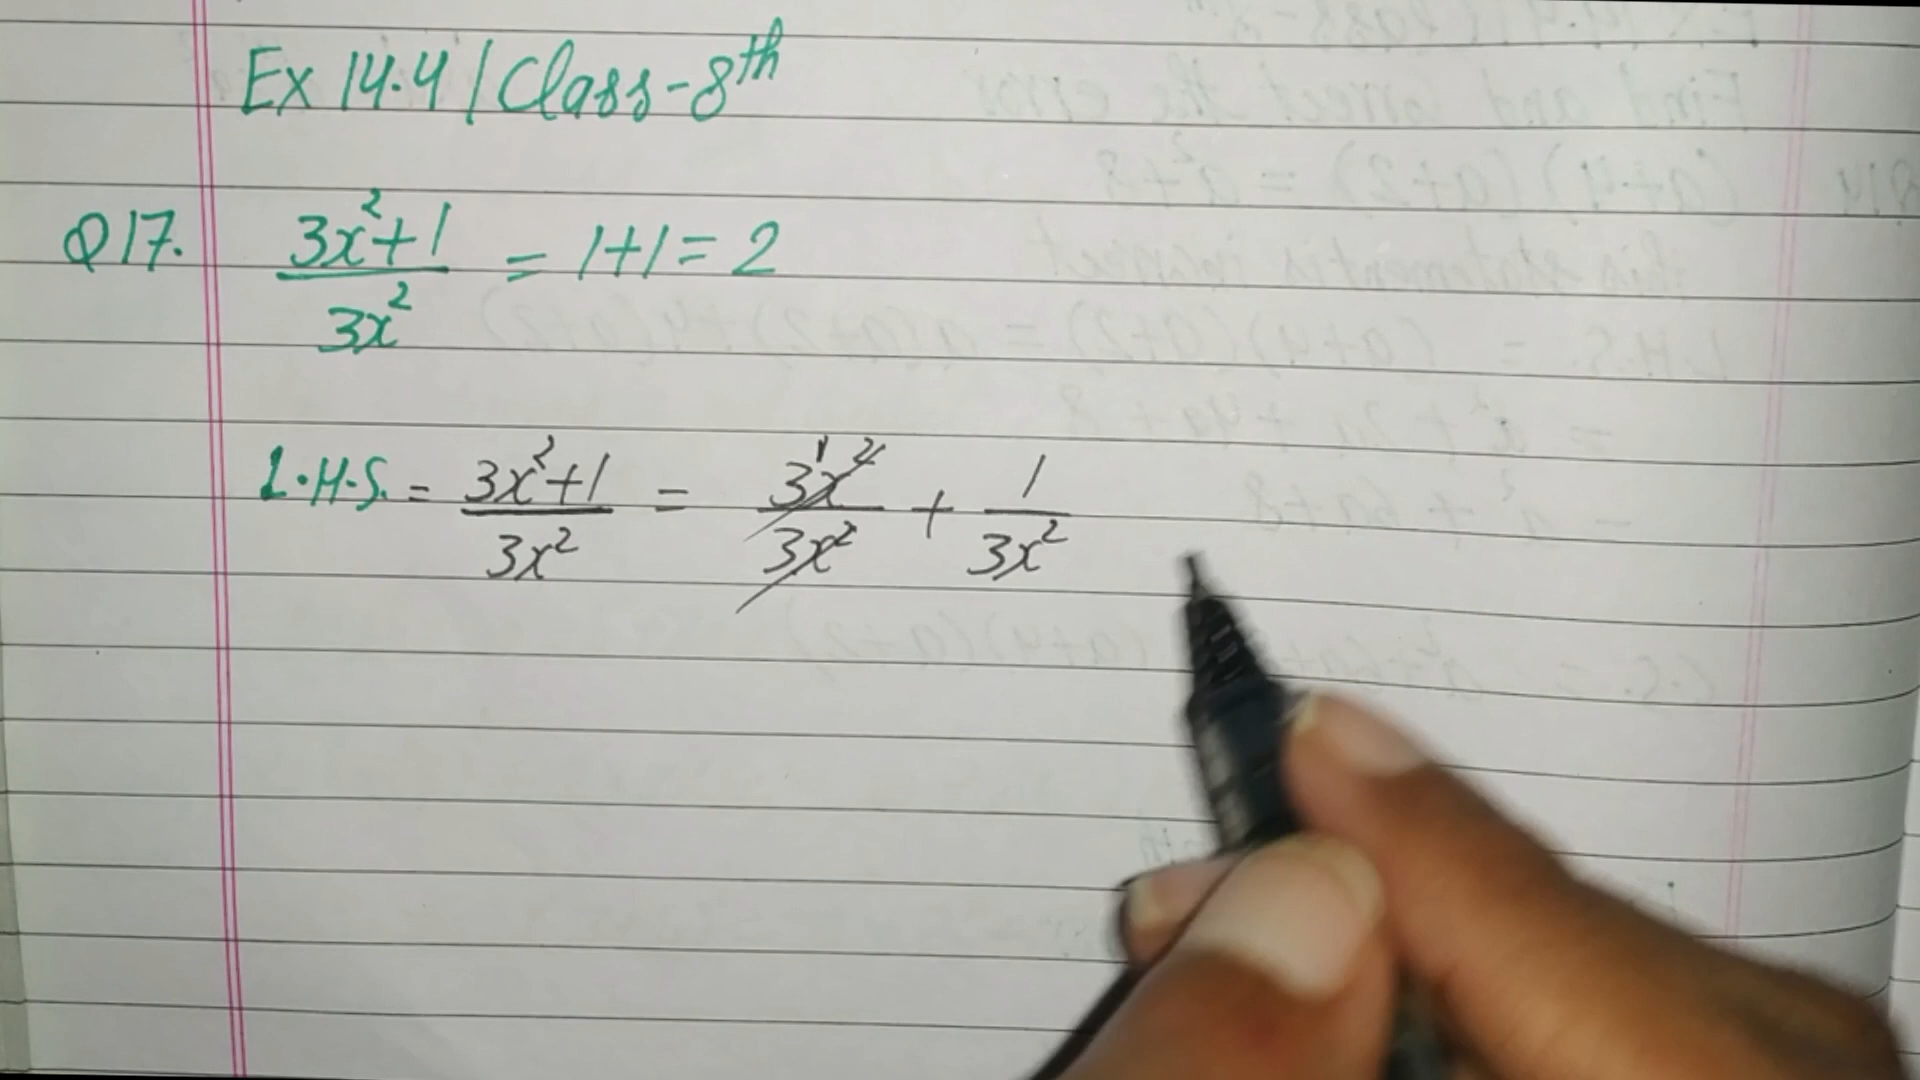 Ex 14.4 / Class-8th
Q17. (3x²+1)/(3x²) = 1+1 = 2
L.H.S. = (3x²+1)/(3x²) = 3x²/3x² + 1/3x²